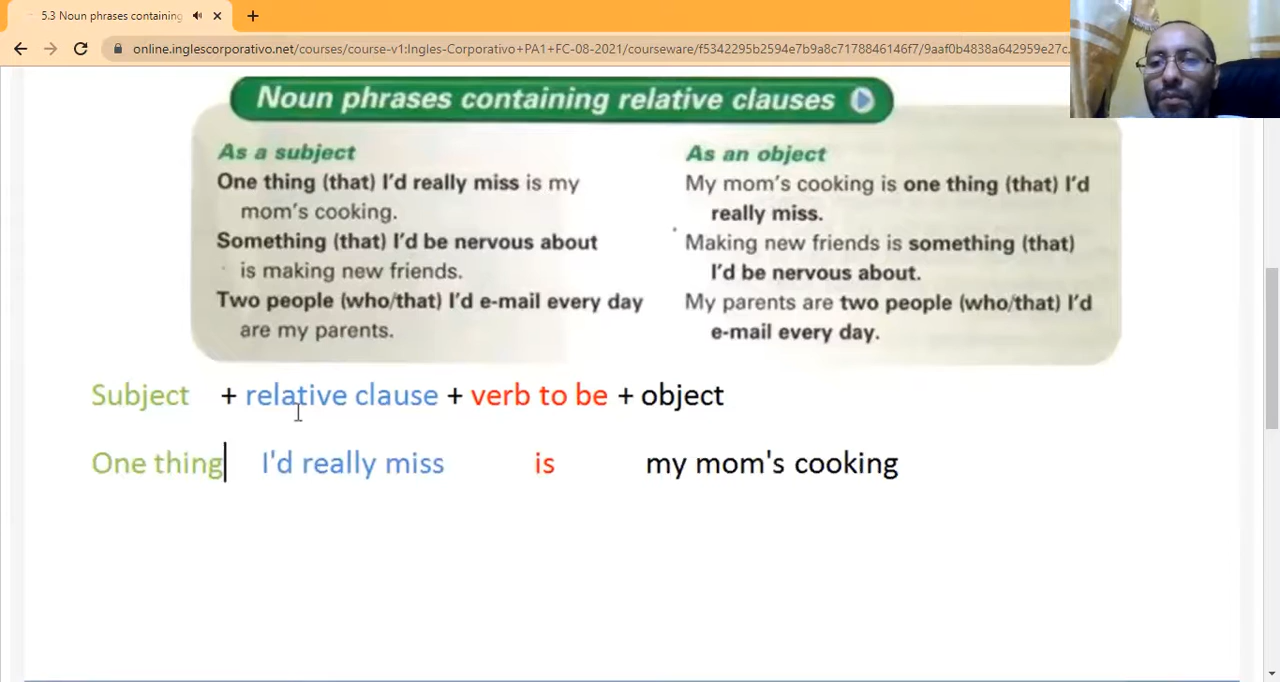 5.3 Noun phrases containing
online.inglescorporativo.net/courses/course-v1:Ingles-Corporativo+PA1+FC-08-2021/courseware/f5342295b2594e7b9a8c7178846146f7/9aaf0b4838a642959e27c...
Noun phrases containing relative clauses
As a subject
One thing (that) I'd really miss is my
mom's cooking.
Something (that) I'd be nervous about
is making new friends.
Two people (who/that) I'd e-mail every day
are my parents.
As an object
My mom's cooking is one thing (that) I'd
really miss.
Making new friends is something (that)
I'd be nervous about.
My parents are two people (who/that) I'd
e-mail every day.
Subject + relative clause + verb to be + object
One thing I'd really miss is my mom's cooking